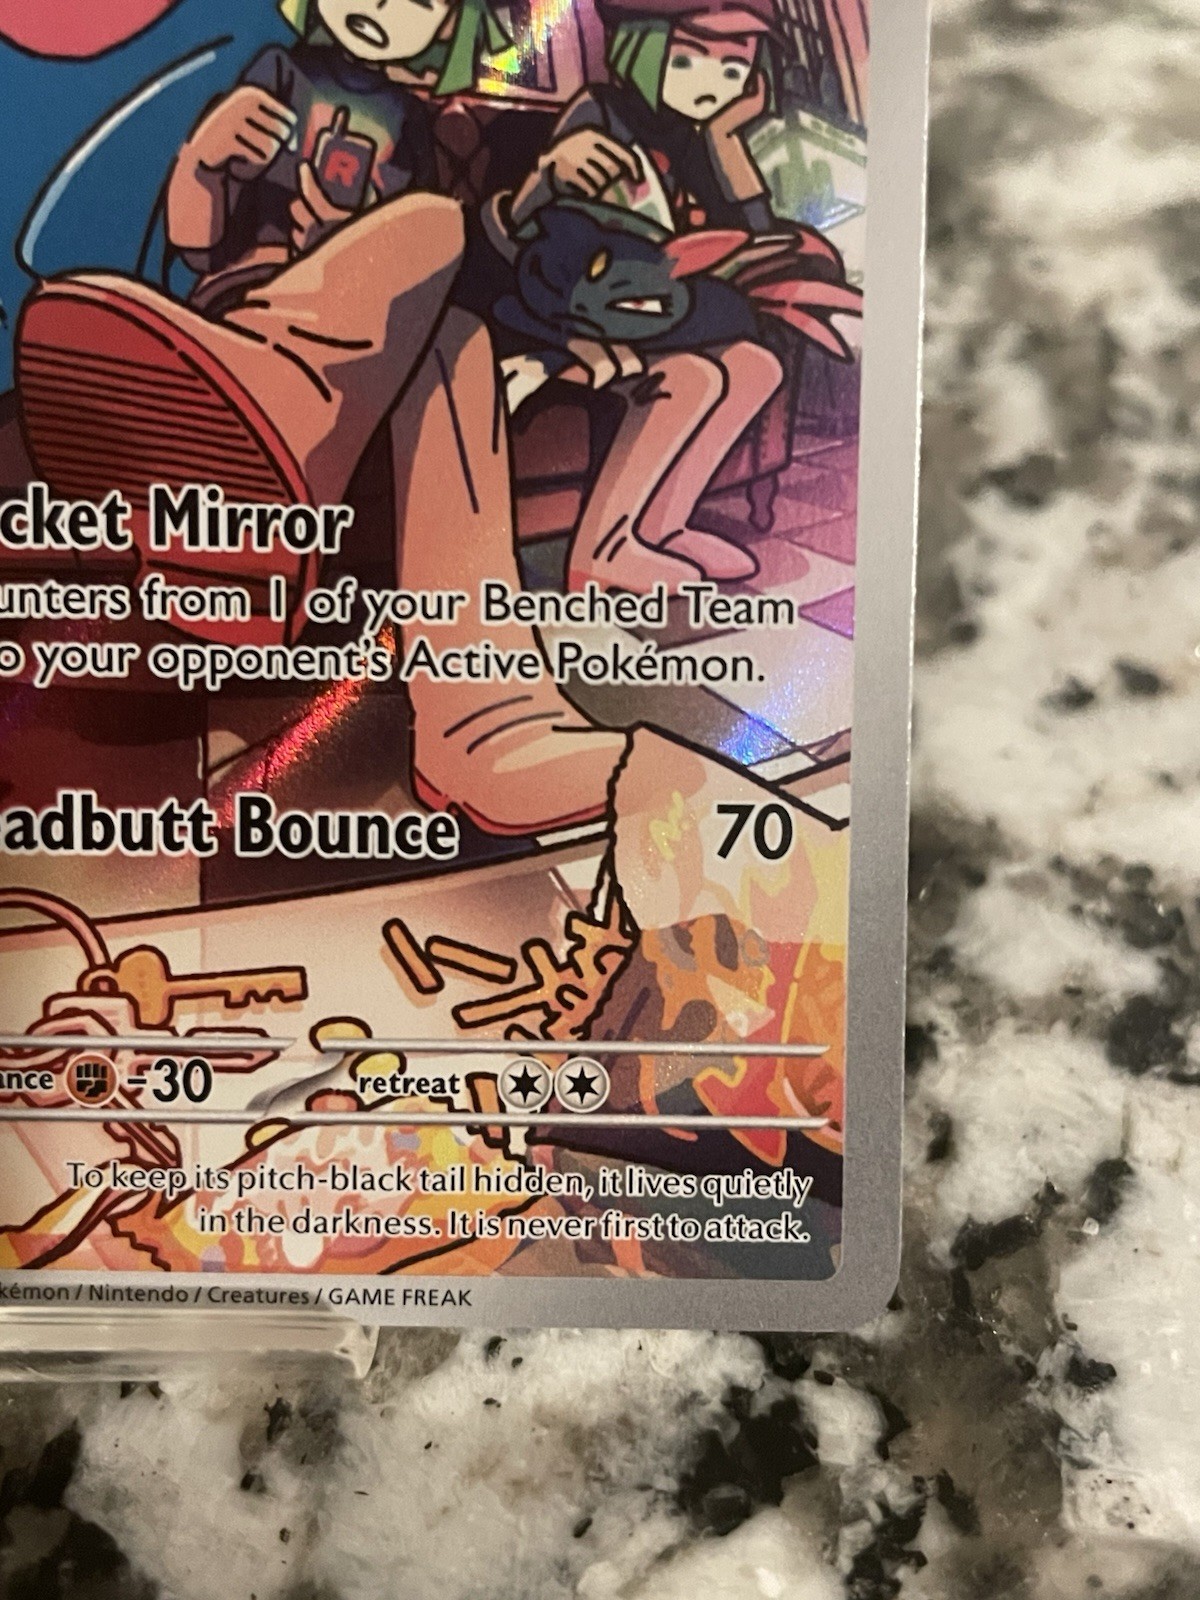 R
cket Mirror
unters from 1 of your Benched Team
o your opponent's Active Pokémon.
adbutt Bounce 70
ance -30 retreat
To keep its pitch-black tail hidden, it lives quietly
in the darkness. It is never first to attack.
kémon / Nintendo / Creatures / GAME FREAK